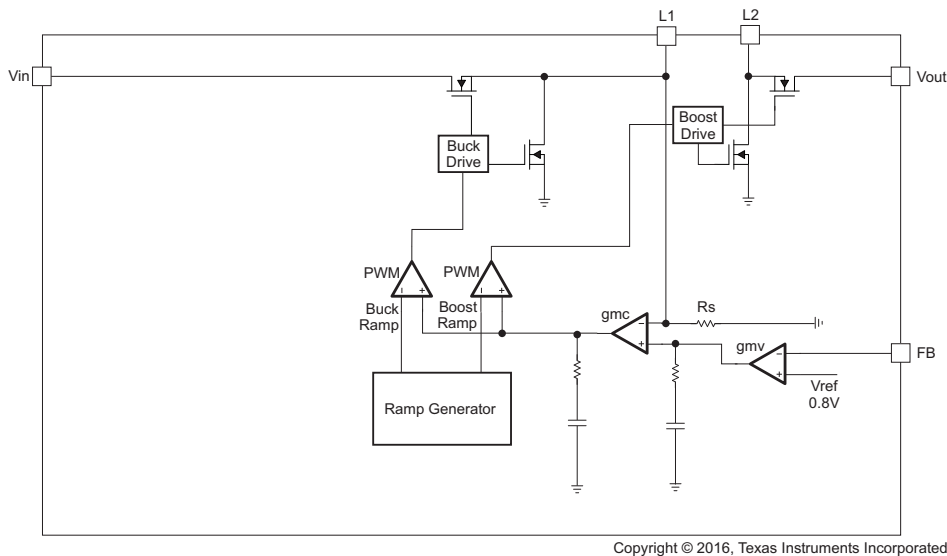 L1 L2
Vin
Vout
Boost
Drive
Buck
Drive
PWM
PWM
Buck
Ramp
Boost
Ramp
- +
- +
gmc
-
+
Rs
gmv
-
+
FB
Vref
0.8V
Ramp Generator
Copyright © 2016, Texas Instruments Incorporated